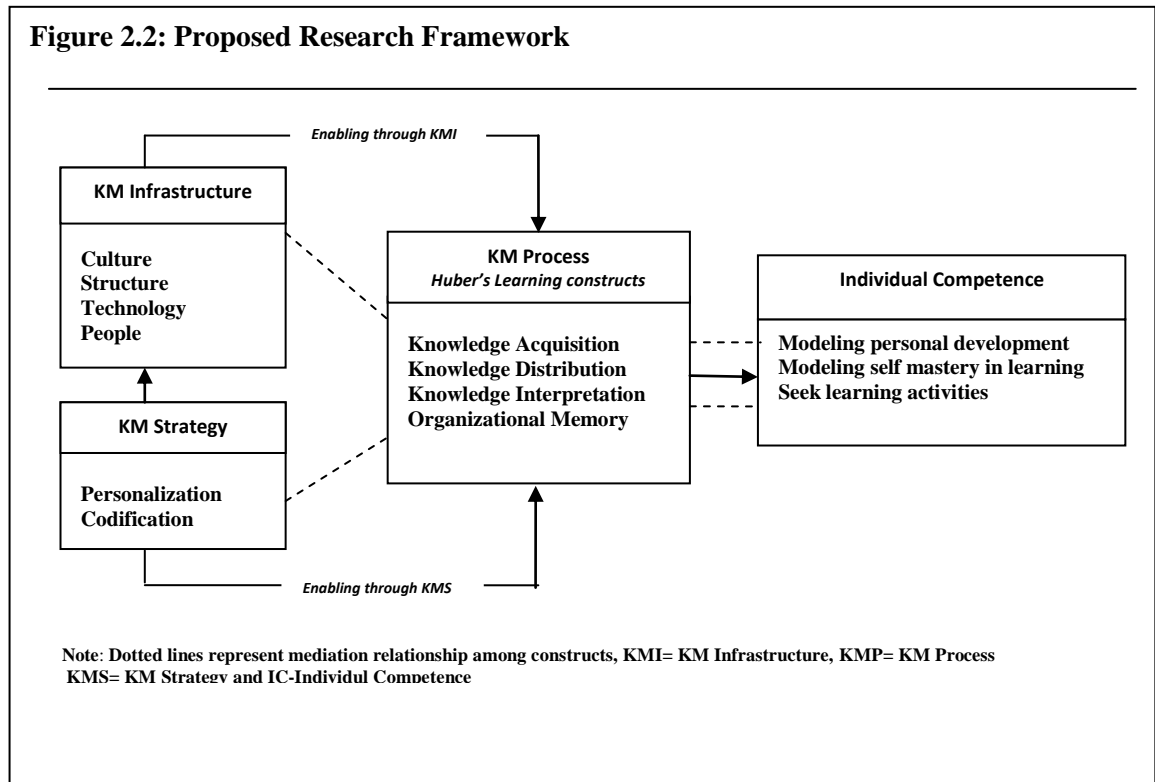 Figure 2.2: Proposed Research Framework
Enabling through KMI
KM Infrastructure
Culture
Structure
Technology
People
KM Strategy
Personalization
Codification
KM Process
Huber's Learning constructs
Knowledge Acquisition
Knowledge Distribution
Knowledge Interpretation
Organizational Memory
Individual Competence
Modeling personal development
Modeling self mastery in learning
Seek learning activities
Enabling through KMS
Note: Dotted lines represent mediation relationship among constructs, KMI= KM Infrastructure, KMP= KM Process
KMS= KM Strategy and IC-Individul Competence